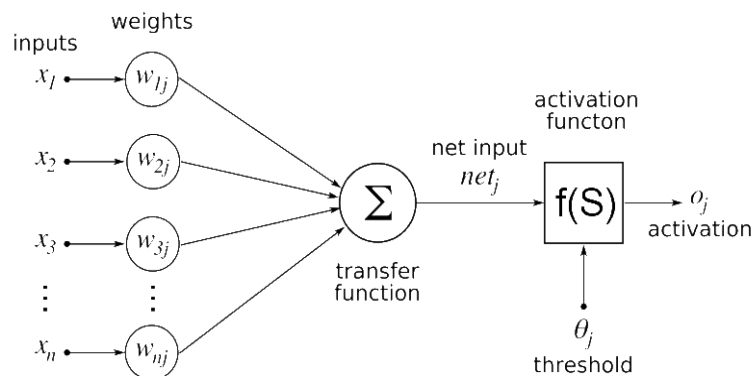 inputs
weights
x1
w1j
x2
w2j
x3
w3j
⋮
⋮
xn
wnj
Σ
transfer
function
net input
netj
activation
functon
f(S)
oj
activation
θj
threshold